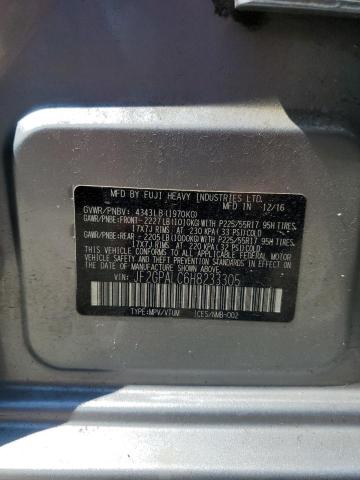 MFD BY FUJI HEAVY INDUSTRIES LTD.
GVWR/PNBV: 4343LB(1970KG) MFD IN 12/16
GAWR/PNBE:FRONT-2227LB(1010KG)WITH P225/55R17 95H TIRES,
17X7J RIMS AT 230 KPA(33 PSI)COLD
GAWR/PNBE:REAR -2205LB(1000KG)WITH P225/55R17 95H TIRES,
17X7J RIMS AT 220 KPA(32 PSI)COLD
THIS VEHICLE CONFORMS TO ALL APPLICABLE
FEDERAL MOTOR VEHICLE SAFETY AND
BUMPER STANDARDS IN EFFECT ON THE DATE OF
MANUFACTURE SHOWN ABOVE.
VIN: JF2GPALC6H8233305
TYPE:MPV/VTUM ICES/NMB-002